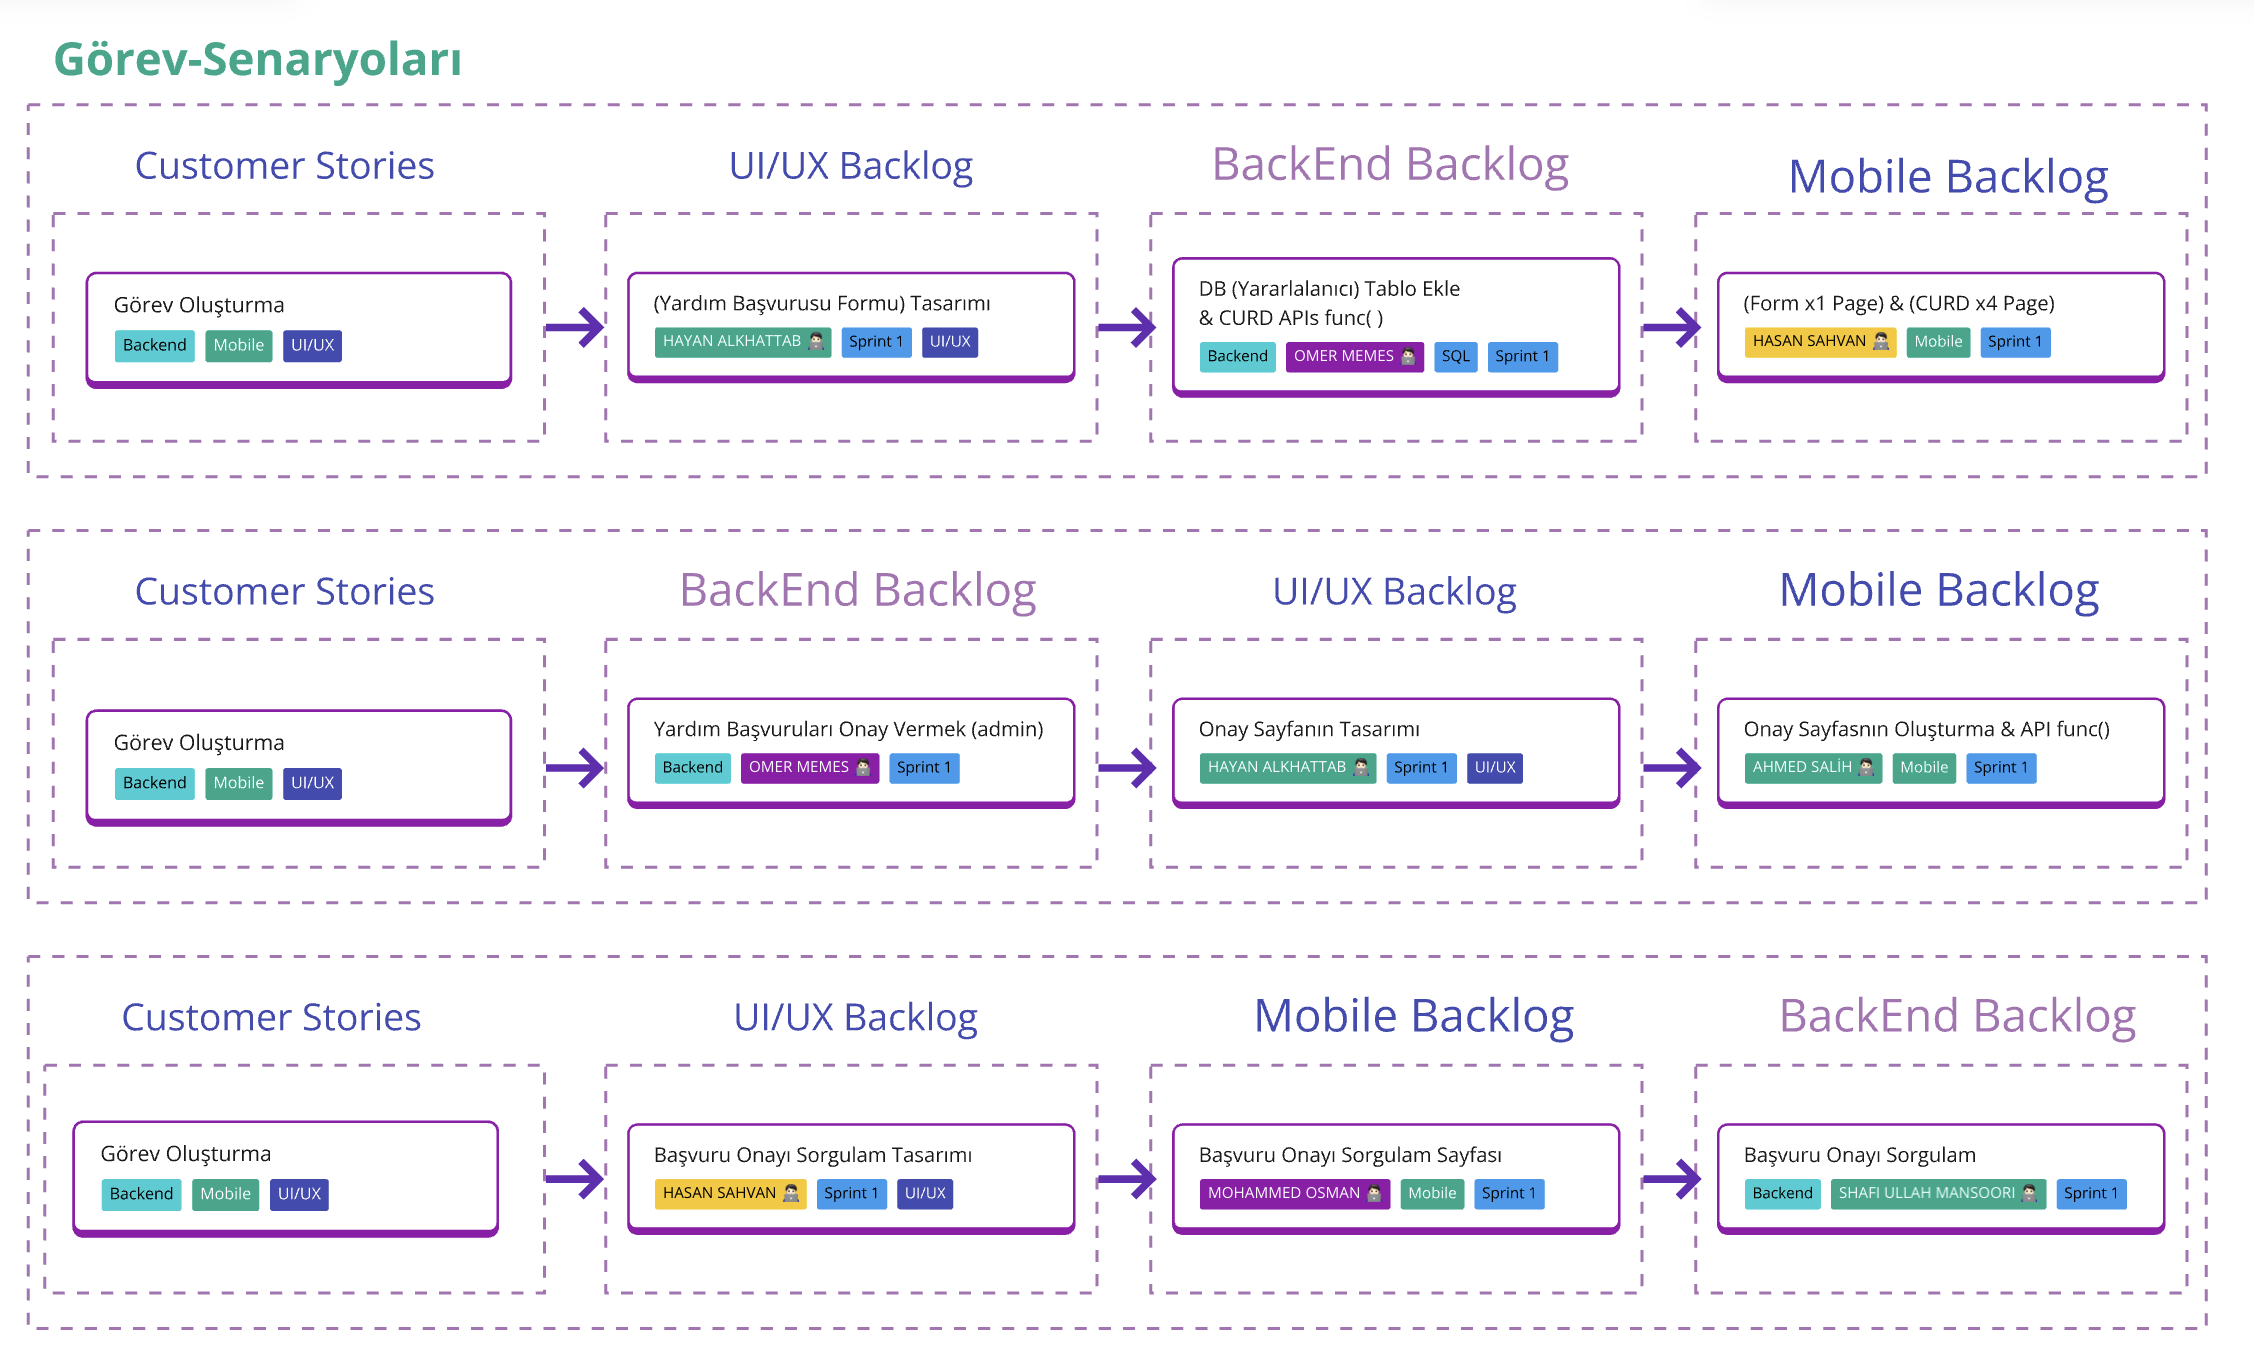 Görev-Senaryoları
Customer Stories
UI/UX Backlog
BackEnd Backlog
Mobile Backlog
Görev Oluşturma
Backend Mobile UI/UX
(Yardım Başvurusu Formu) Tasarımı
HAYAN ALKHATTAB Sprint 1 UI/UX
DB (Yararlalanıcı) Tablo Ekle
& CURD APIs func( )
Backend OMER MEMES SQL Sprint 1
(Form x1 Page) & (CURD x4 Page)
HASAN SAHVAN Mobile Sprint 1
Customer Stories
BackEnd Backlog
UI/UX Backlog
Mobile Backlog
Görev Oluşturma
Backend Mobile UI/UX
Yardım Başvuruları Onay Vermek (admin)
Backend OMER MEMES Sprint 1
Onay Sayfanın Tasarımı
HAYAN ALKHATTAB Sprint 1 UI/UX
Onay Sayfasnın Oluşturma & API func()
AHMED SALİH Mobile Sprint 1
Customer Stories
UI/UX Backlog
Mobile Backlog
BackEnd Backlog
Görev Oluşturma
Backend Mobile UI/UX
Başvuru Onayı Sorgulam Tasarımı
HASAN SAHVAN Sprint 1 UI/UX
Başvuru Onayı Sorgulam Sayfası
MOHAMMED OSMAN Mobile Sprint 1
Başvuru Onayı Sorgulam
Backend SHAFI ULLAH MANSOORI Sprint 1